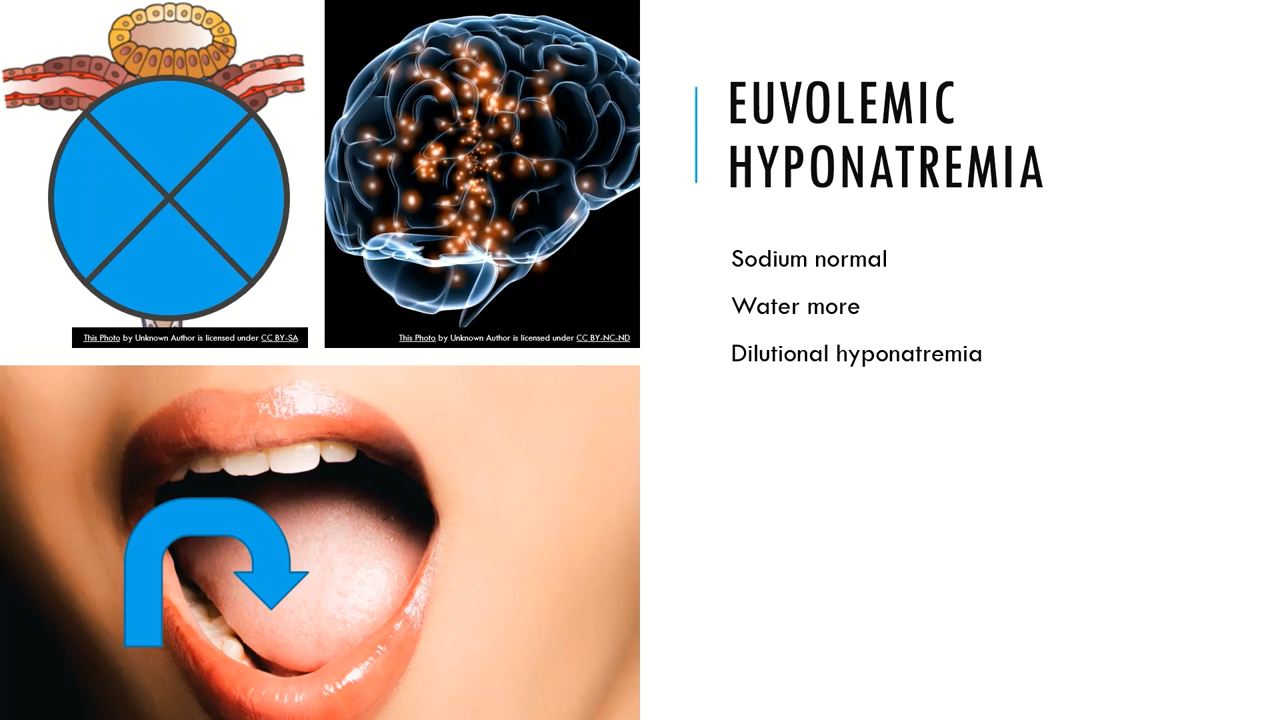 This Photo by Unknown Author is licensed under CC BY-SA
This Photo by Unknown Author is licensed under CC BY-NC-ND
EUVOLEMIC
HYPONATREMIA
Sodium normal
Water more
Dilutional hyponatremia